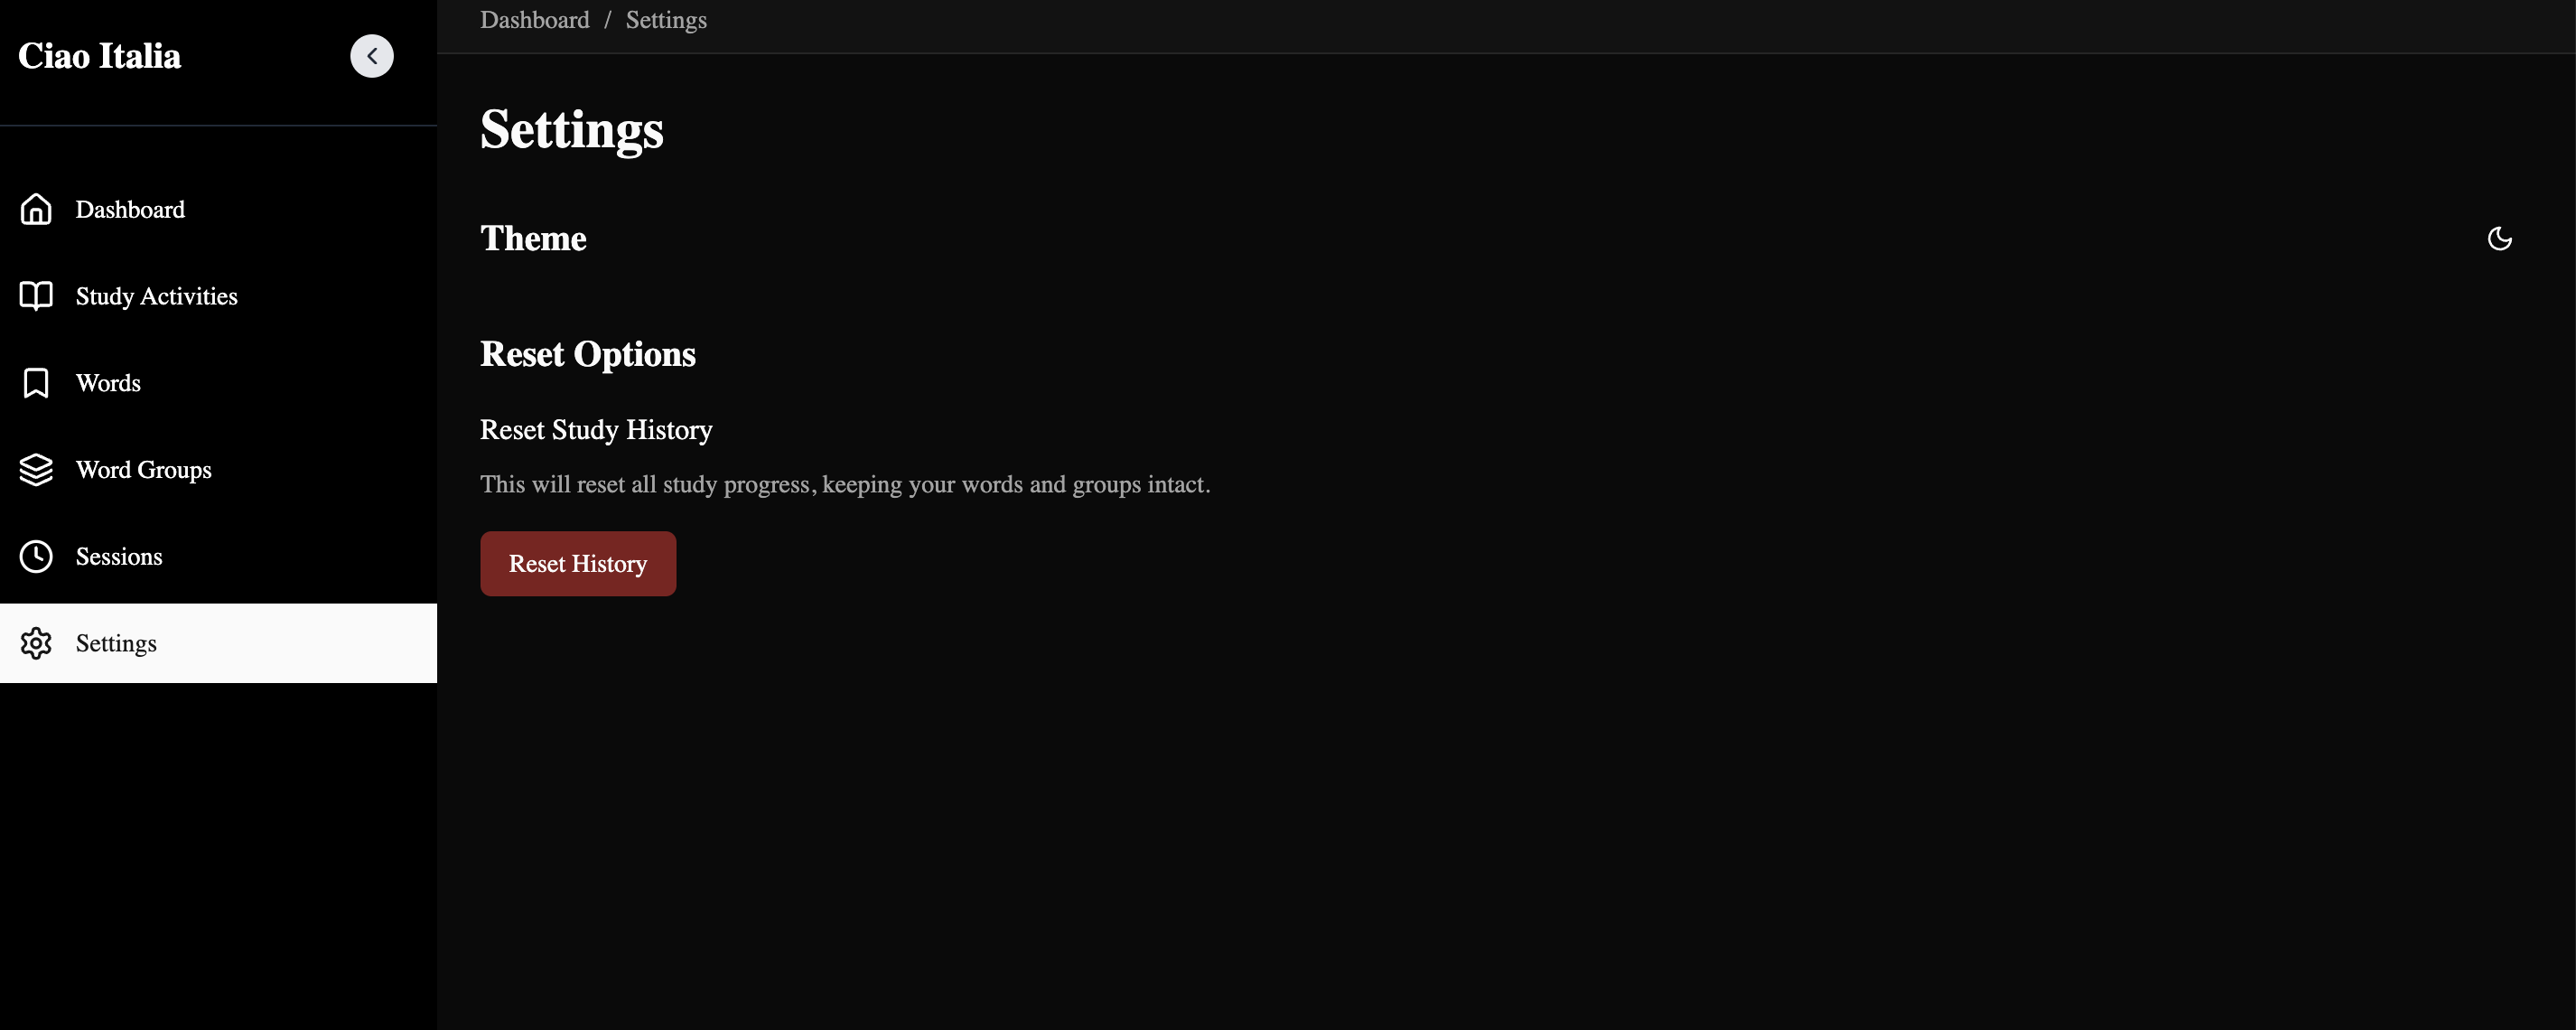 Ciao Italia
Dashboard
Study Activities
Words
Word Groups
Sessions
Settings
Dashboard / Settings
Settings
Theme
Reset Options
Reset Study History
This will reset all study progress, keeping your words and groups intact.
Reset History